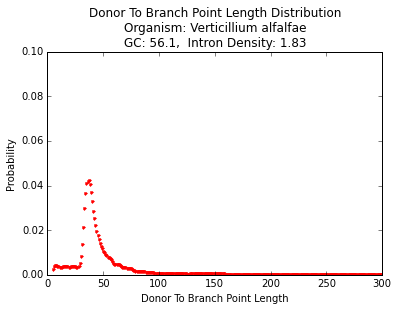 Donor To Branch Point Length Distribution
Organism: Verticillium alfalfae
GC: 56.1,  Intron Density: 1.83
0.10
0.08
0.06
0.04
0.02
0.00
Probability
0 50 100 150 200 250 300
Donor To Branch Point Length